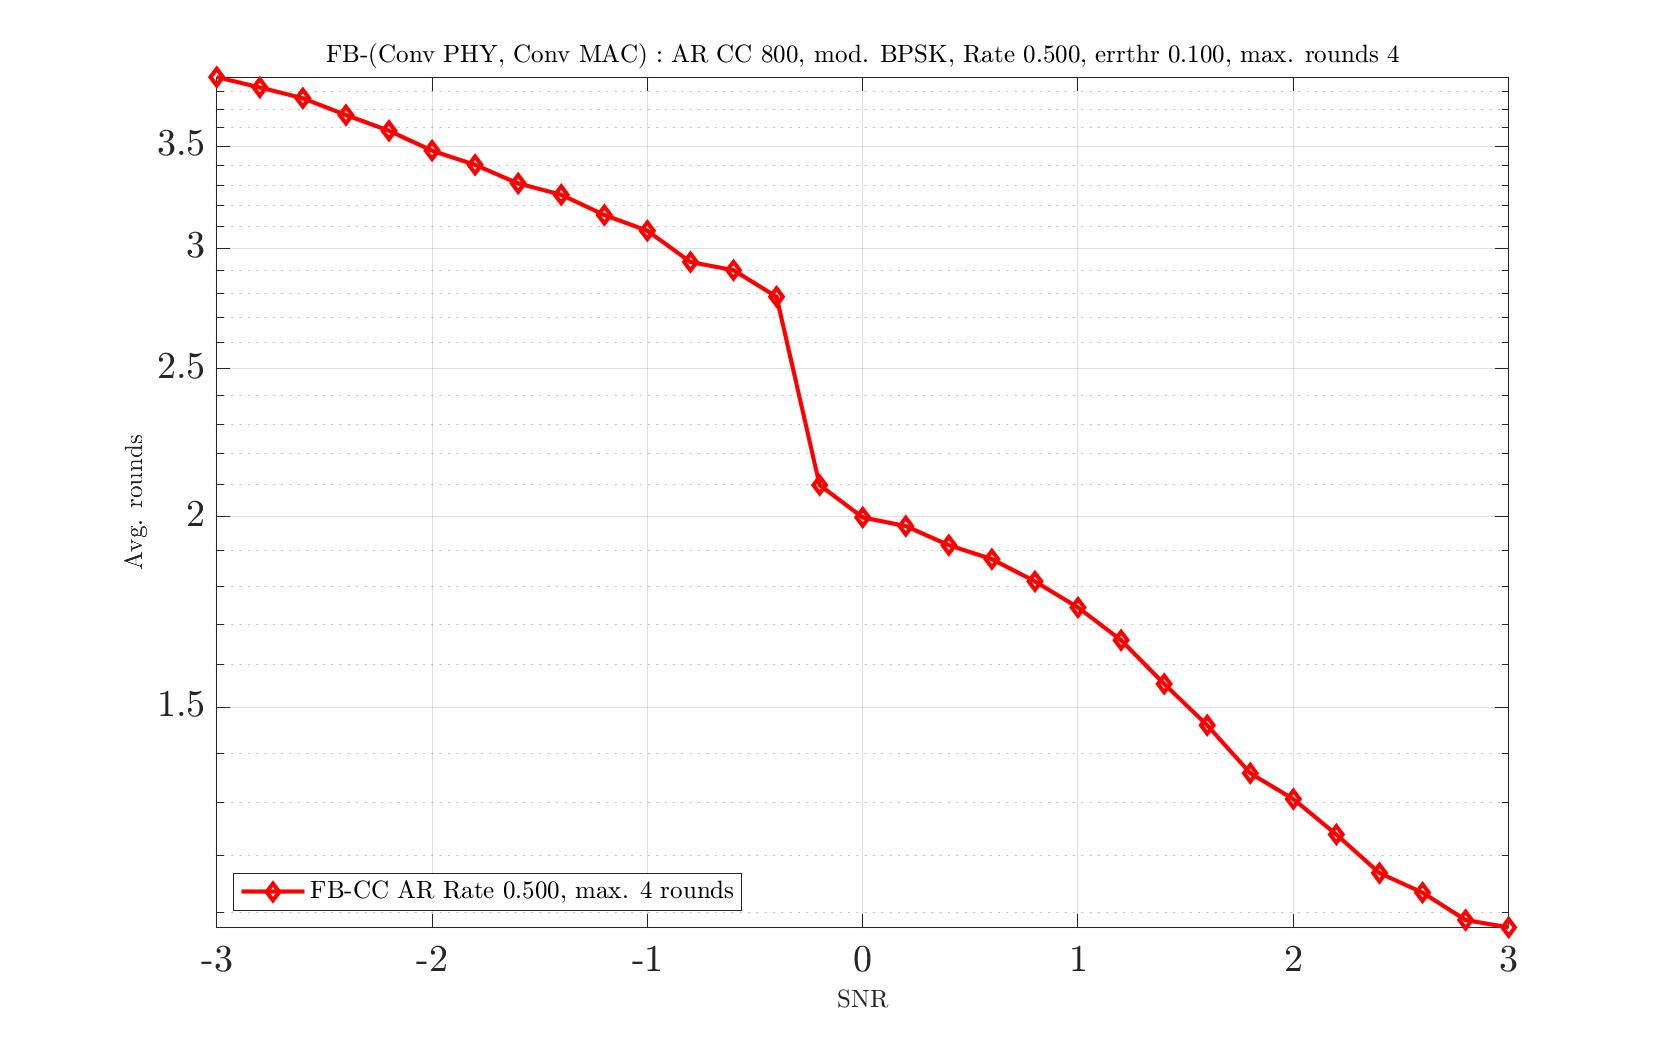 FB-(Conv PHY, Conv MAC) : AR CC 800, mod. BPSK, Rate 0.500, errthr 0.100, max. rounds 4
3.5
3
2.5
2
1.5
Avg. rounds
FB-CC AR Rate 0.500, max. 4 rounds
-3 -2 -1 0 1 2 3
SNR